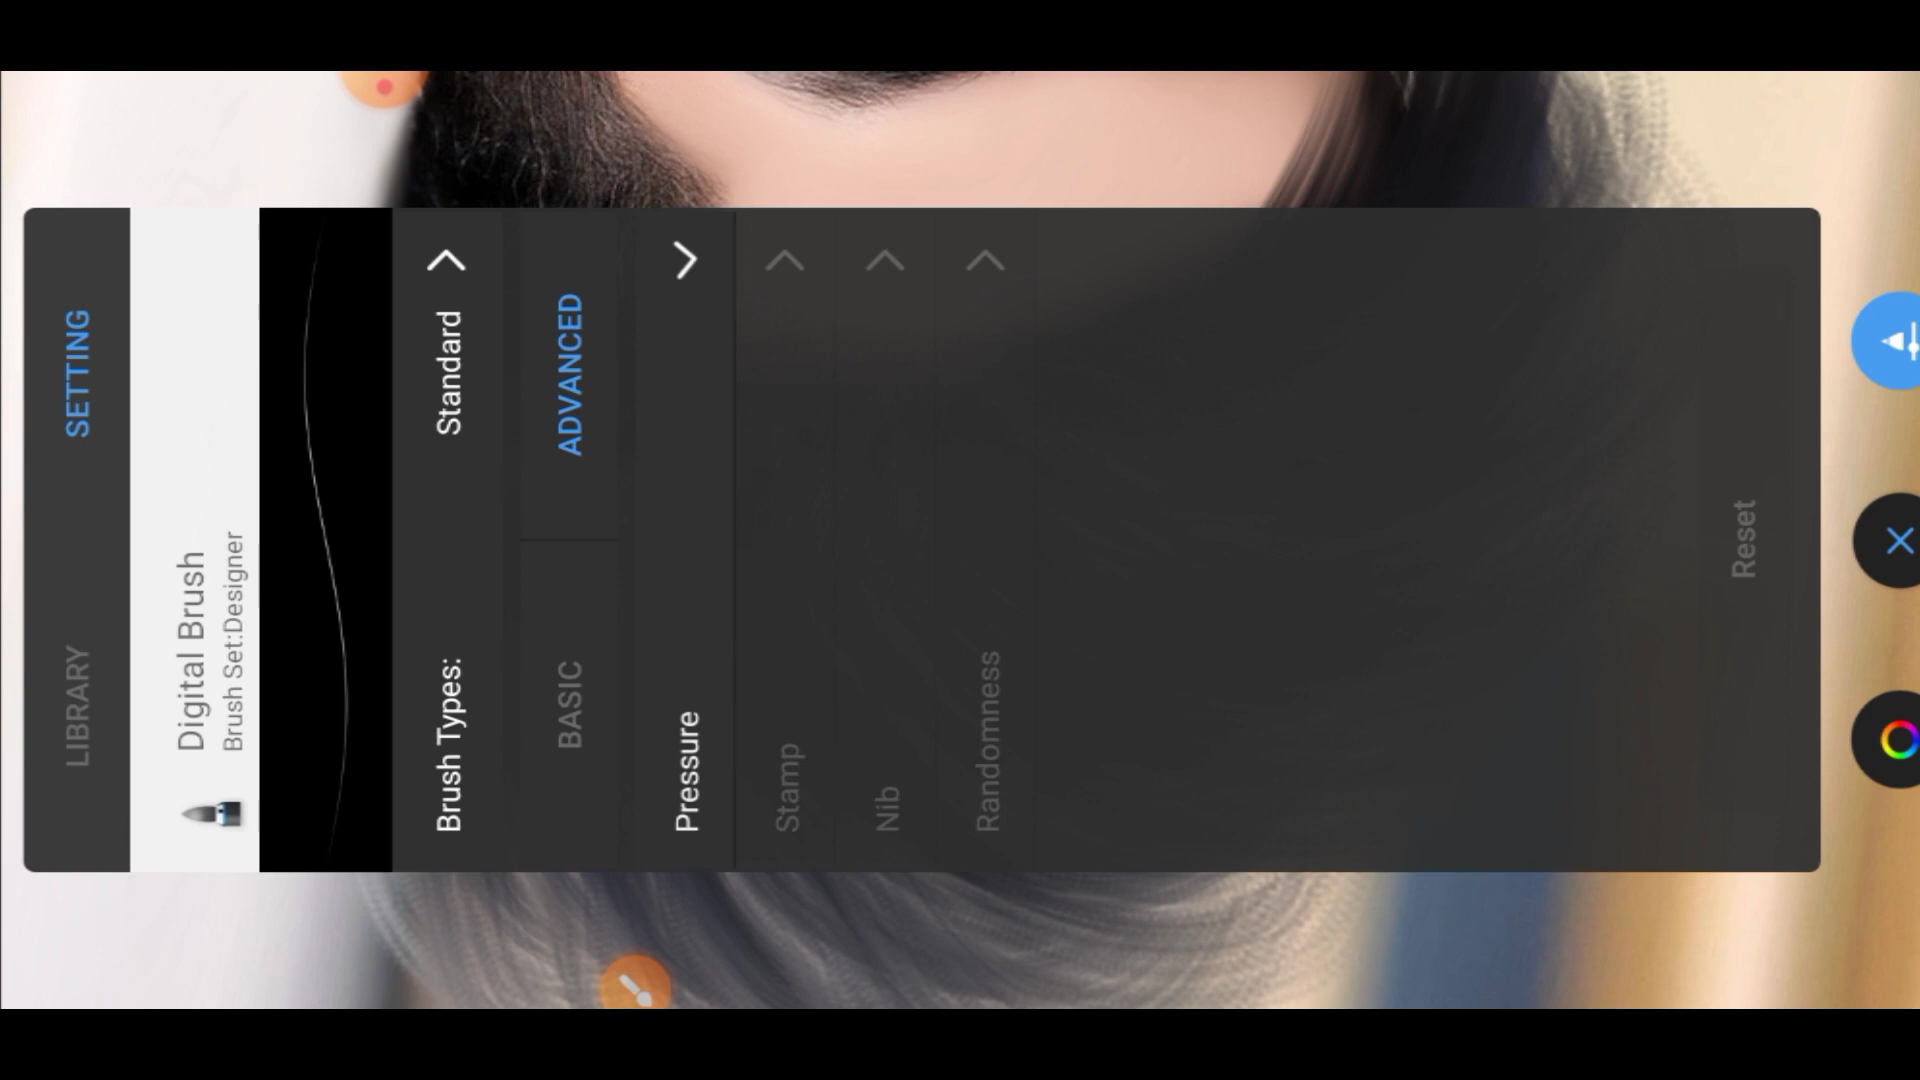 LIBRARY SETTING
Digital Brush
Brush Set:Designer
Brush Types: Standard
BASIC ADVANCED
Pressure
Stamp
Nib
Randomness
Reset